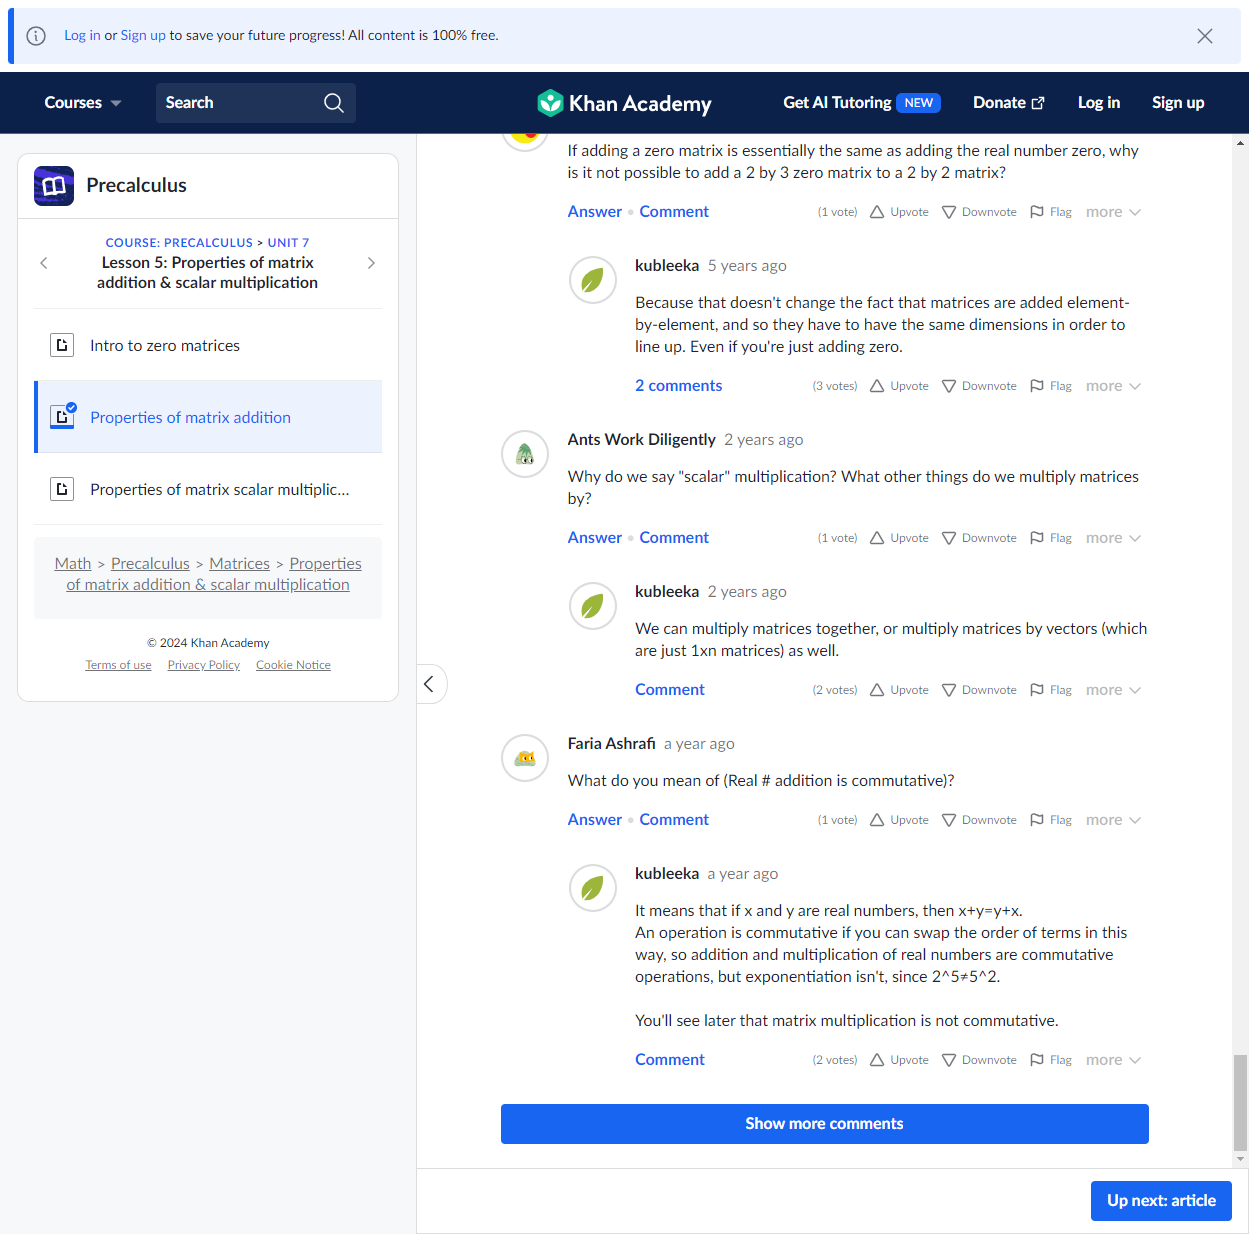 Log in or Sign up to save your future progress! All content is 100% free.
Courses
Search
Khan Academy
Get AI Tutoring NEW
Donate
Log in
Sign up
Precalculus
COURSE: PRECALCULUS > UNIT 7
Lesson 5: Properties of matrix
addition & scalar multiplication
Intro to zero matrices
Properties of matrix addition
Properties of matrix scalar multiplic...
Math > Precalculus > Matrices > Properties
of matrix addition & scalar multiplication
© 2024 Khan Academy
Terms of use Privacy Policy Cookie Notice
If adding a zero matrix is essentially the same as adding the real number zero, why
is it not possible to add a 2 by 3 zero matrix to a 2 by 2 matrix?
Answer • Comment (1 vote) Upvote Downvote Flag more
kubleeka 5 years ago
Because that doesn't change the fact that matrices are added element-
by-element, and so they have to have the same dimensions in order to
line up. Even if you're just adding zero.
2 comments (3 votes) Upvote Downvote Flag more
Ants Work Diligently 2 years ago
Why do we say "scalar" multiplication? What other things do we multiply matrices
by?
Answer • Comment (1 vote) Upvote Downvote Flag more
kubleeka 2 years ago
We can multiply matrices together, or multiply matrices by vectors (which
are just 1xn matrices) as well.
Comment (2 votes) Upvote Downvote Flag more
Faria Ashrafi a year ago
What do you mean of (Real # addition is commutative)?
Answer • Comment (1 vote) Upvote Downvote Flag more
kubleeka a year ago
It means that if x and y are real numbers, then x+y=y+x.
An operation is commutative if you can swap the order of terms in this
way, so addition and multiplication of real numbers are commutative
operations, but exponentiation isn't, since 2^5≠5^2.
You'll see later that matrix multiplication is not commutative.
Comment (2 votes) Upvote Downvote Flag more
Show more comments
Up next: article